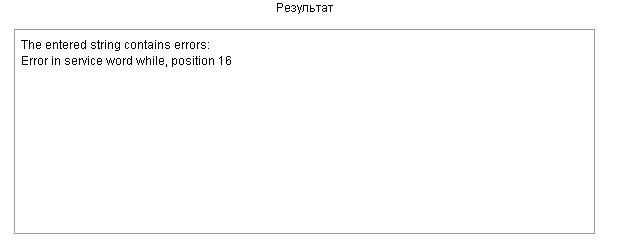 Результат
The entered string contains errors:
Error in service word while, position 16